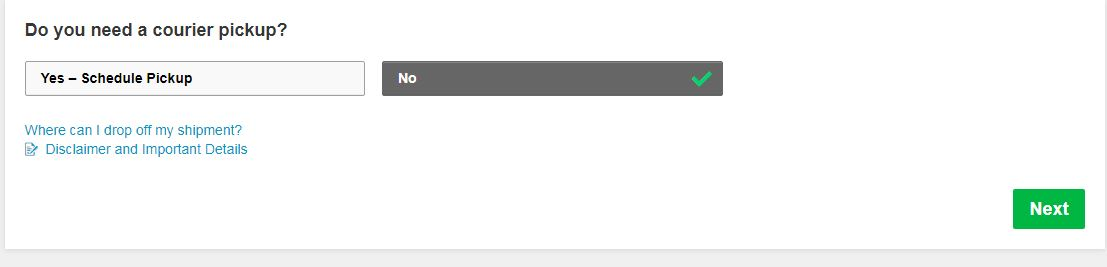 Do you need a courier pickup?
Yes – Schedule Pickup
No
Where can I drop off my shipment?
Disclaimer and Important Details
Next